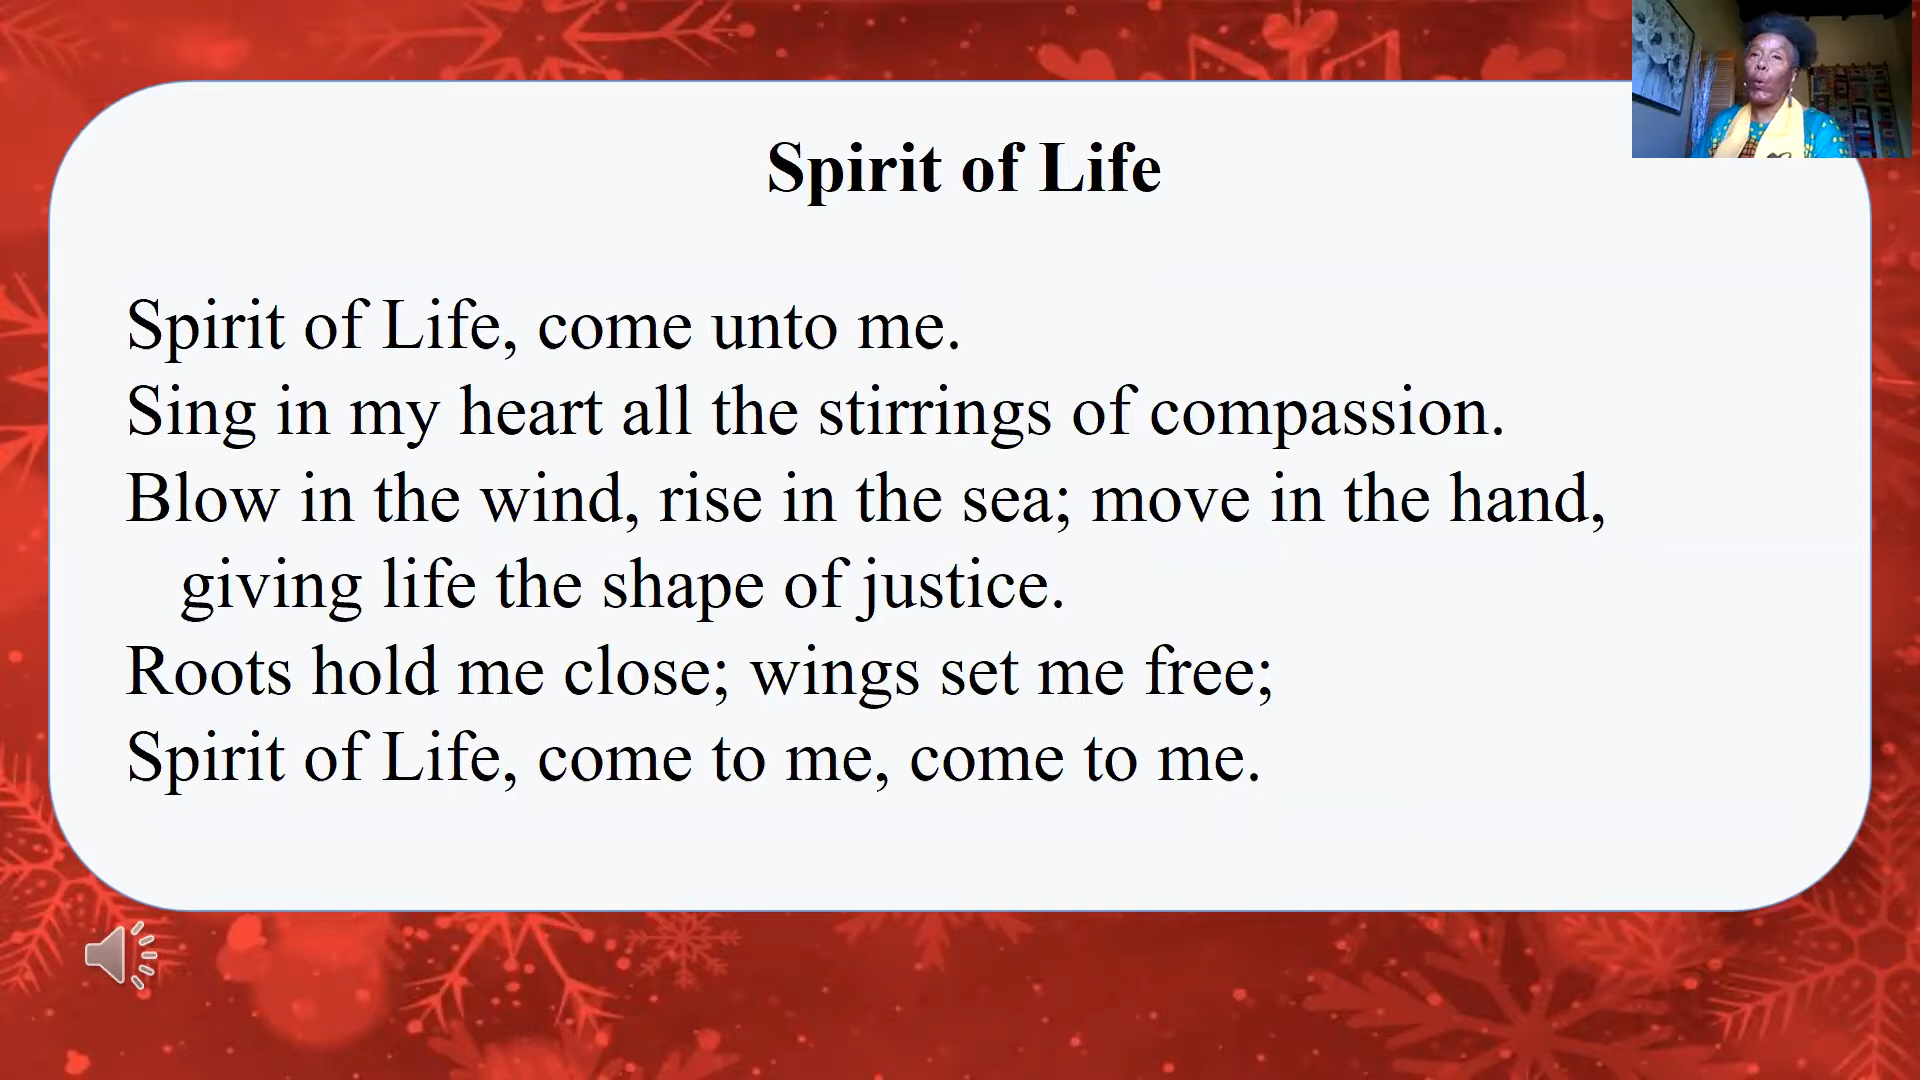 Spirit of Life
Spirit of Life, come unto me.
Sing in my heart all the stirrings of compassion.
Blow in the wind, rise in the sea; move in the hand,
giving life the shape of justice.
Roots hold me close; wings set me free;
Spirit of Life, come to me, come to me.